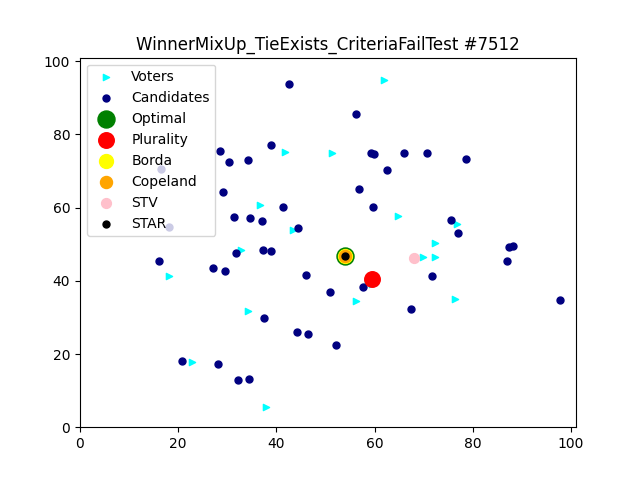 WinnerMixUp_TieExists_CriteriaFailTest #7512
100
80
60
40
20
0
Voters
Candidates
Optimal
Plurality
Borda
Copeland
STV
STAR
0 20 40 60 80 100